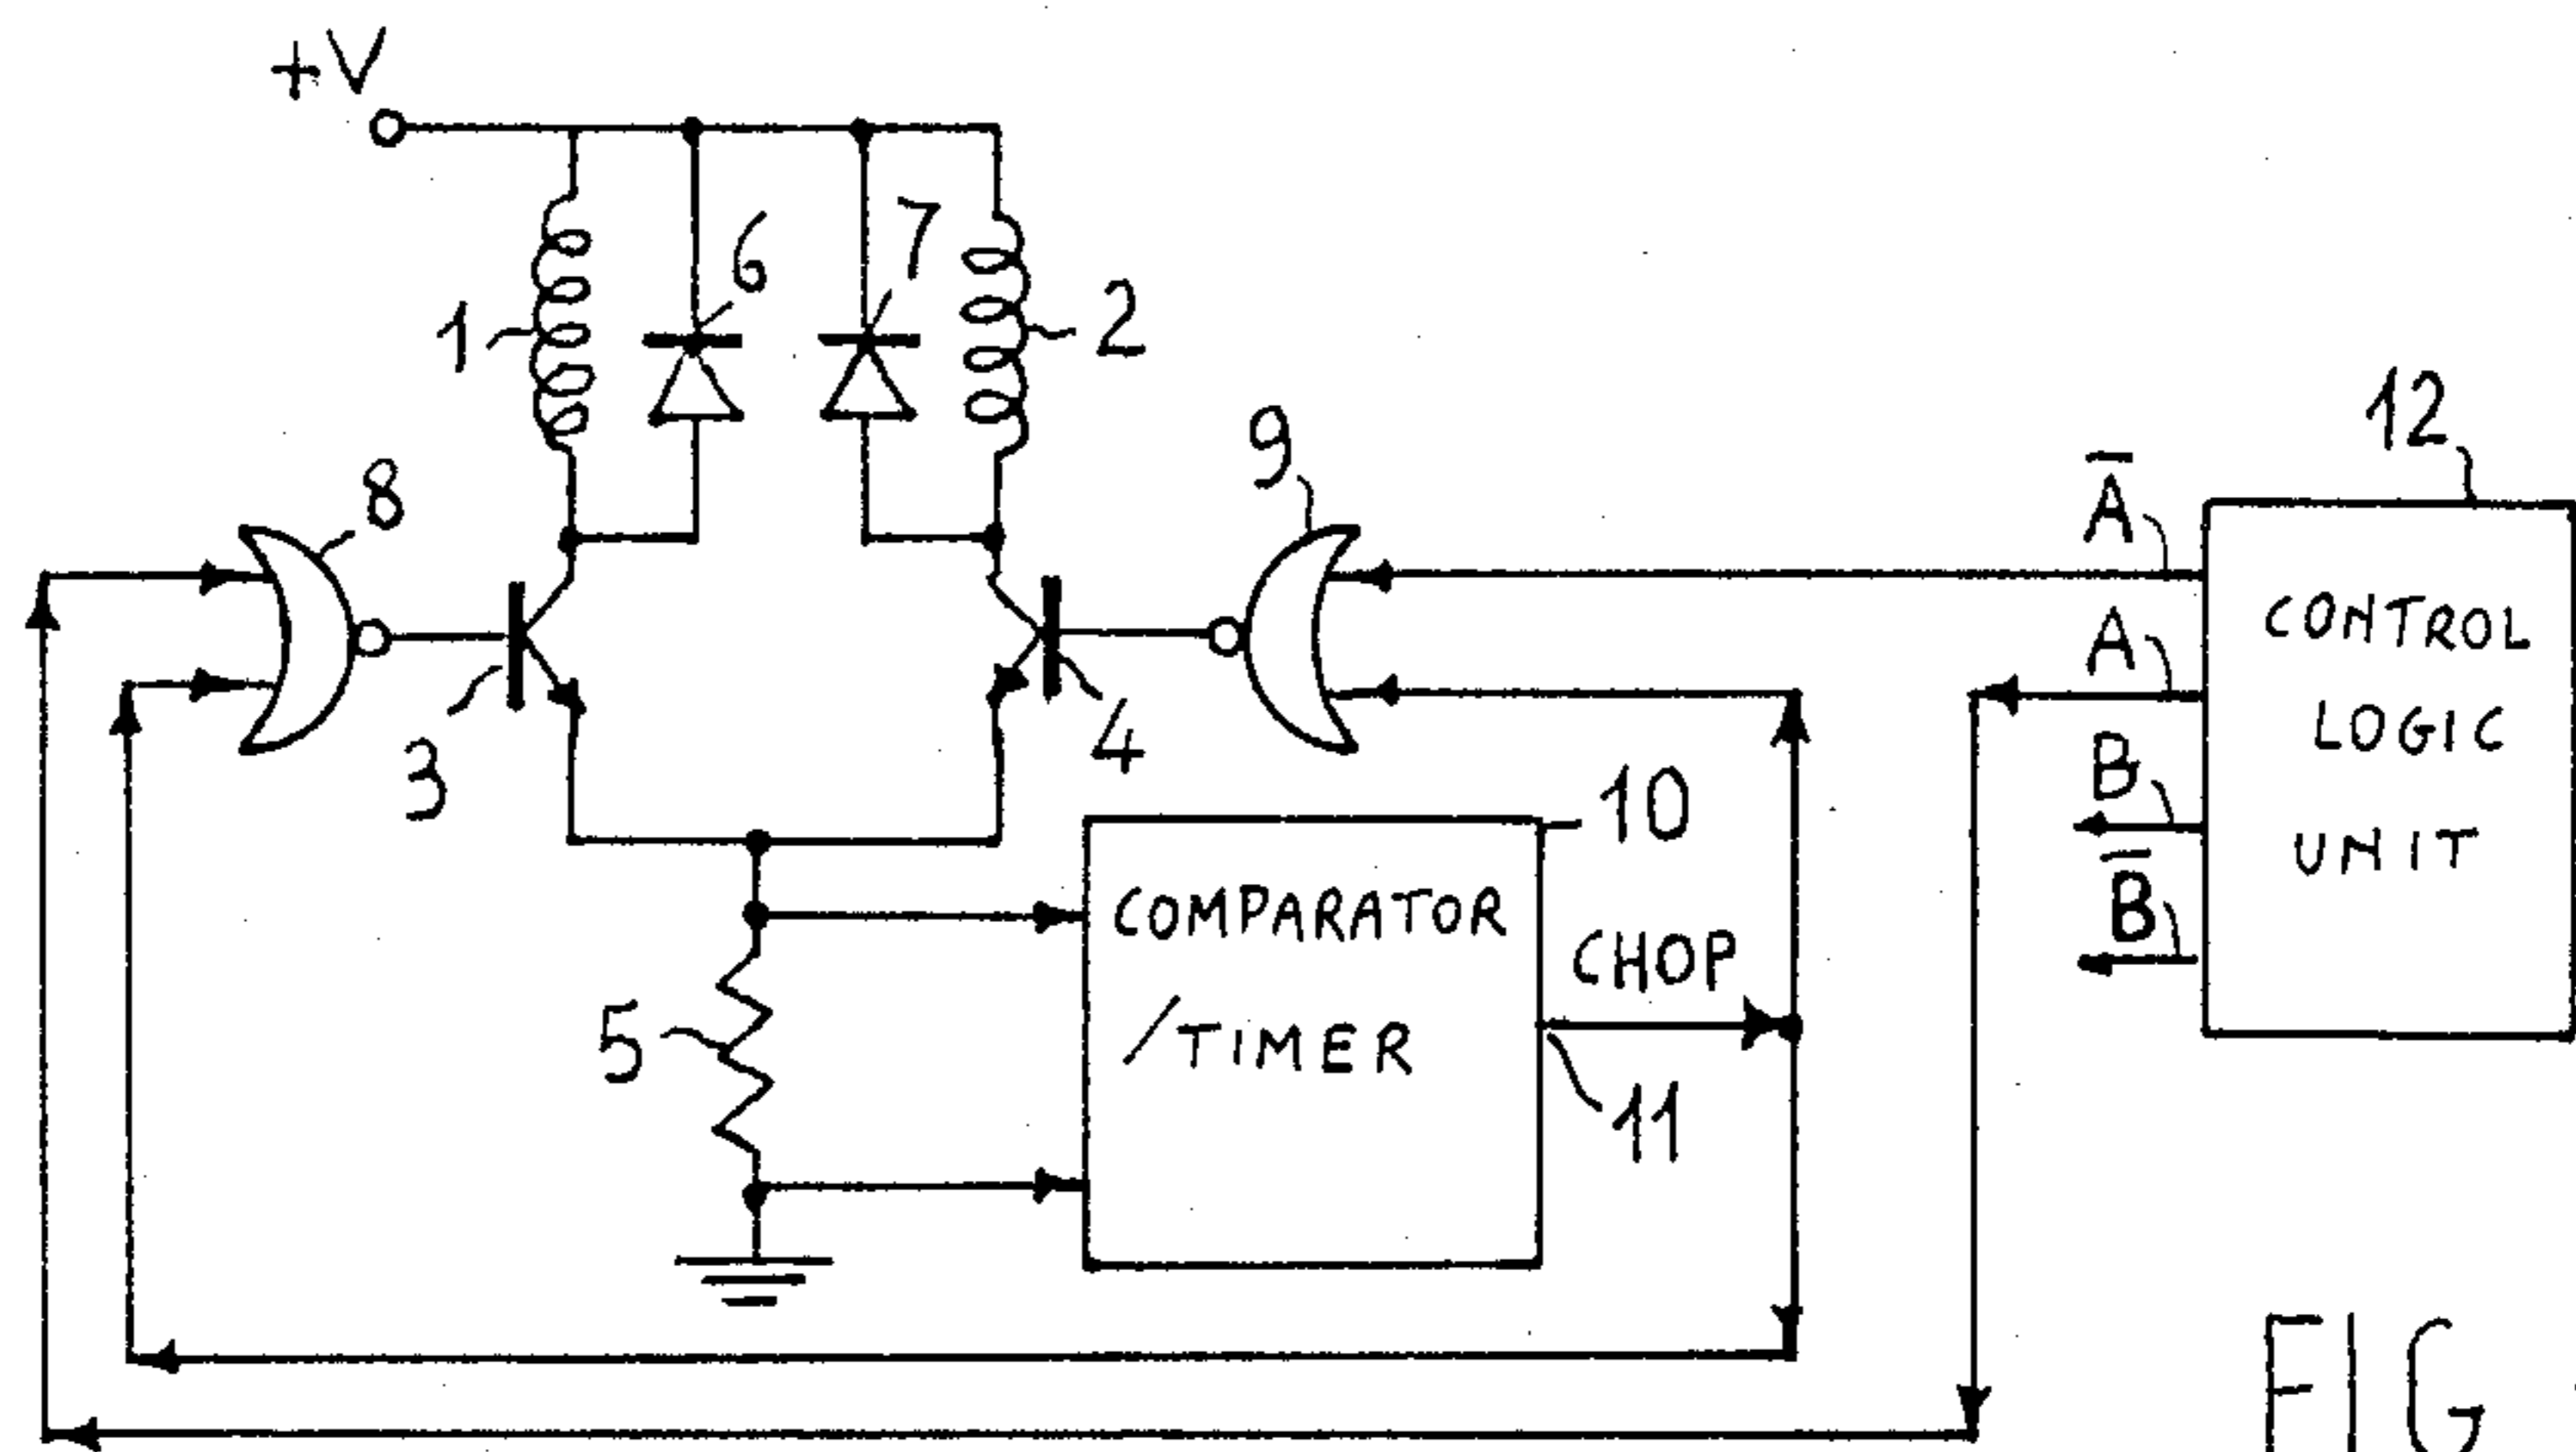 +V
6
7
1
2
8
9
12
A̅
A
B
B̅
CONTROL
LOGIC
UNIT
3
4
10
COMPARATOR
/TIMER
CHOP
5
11
FIG